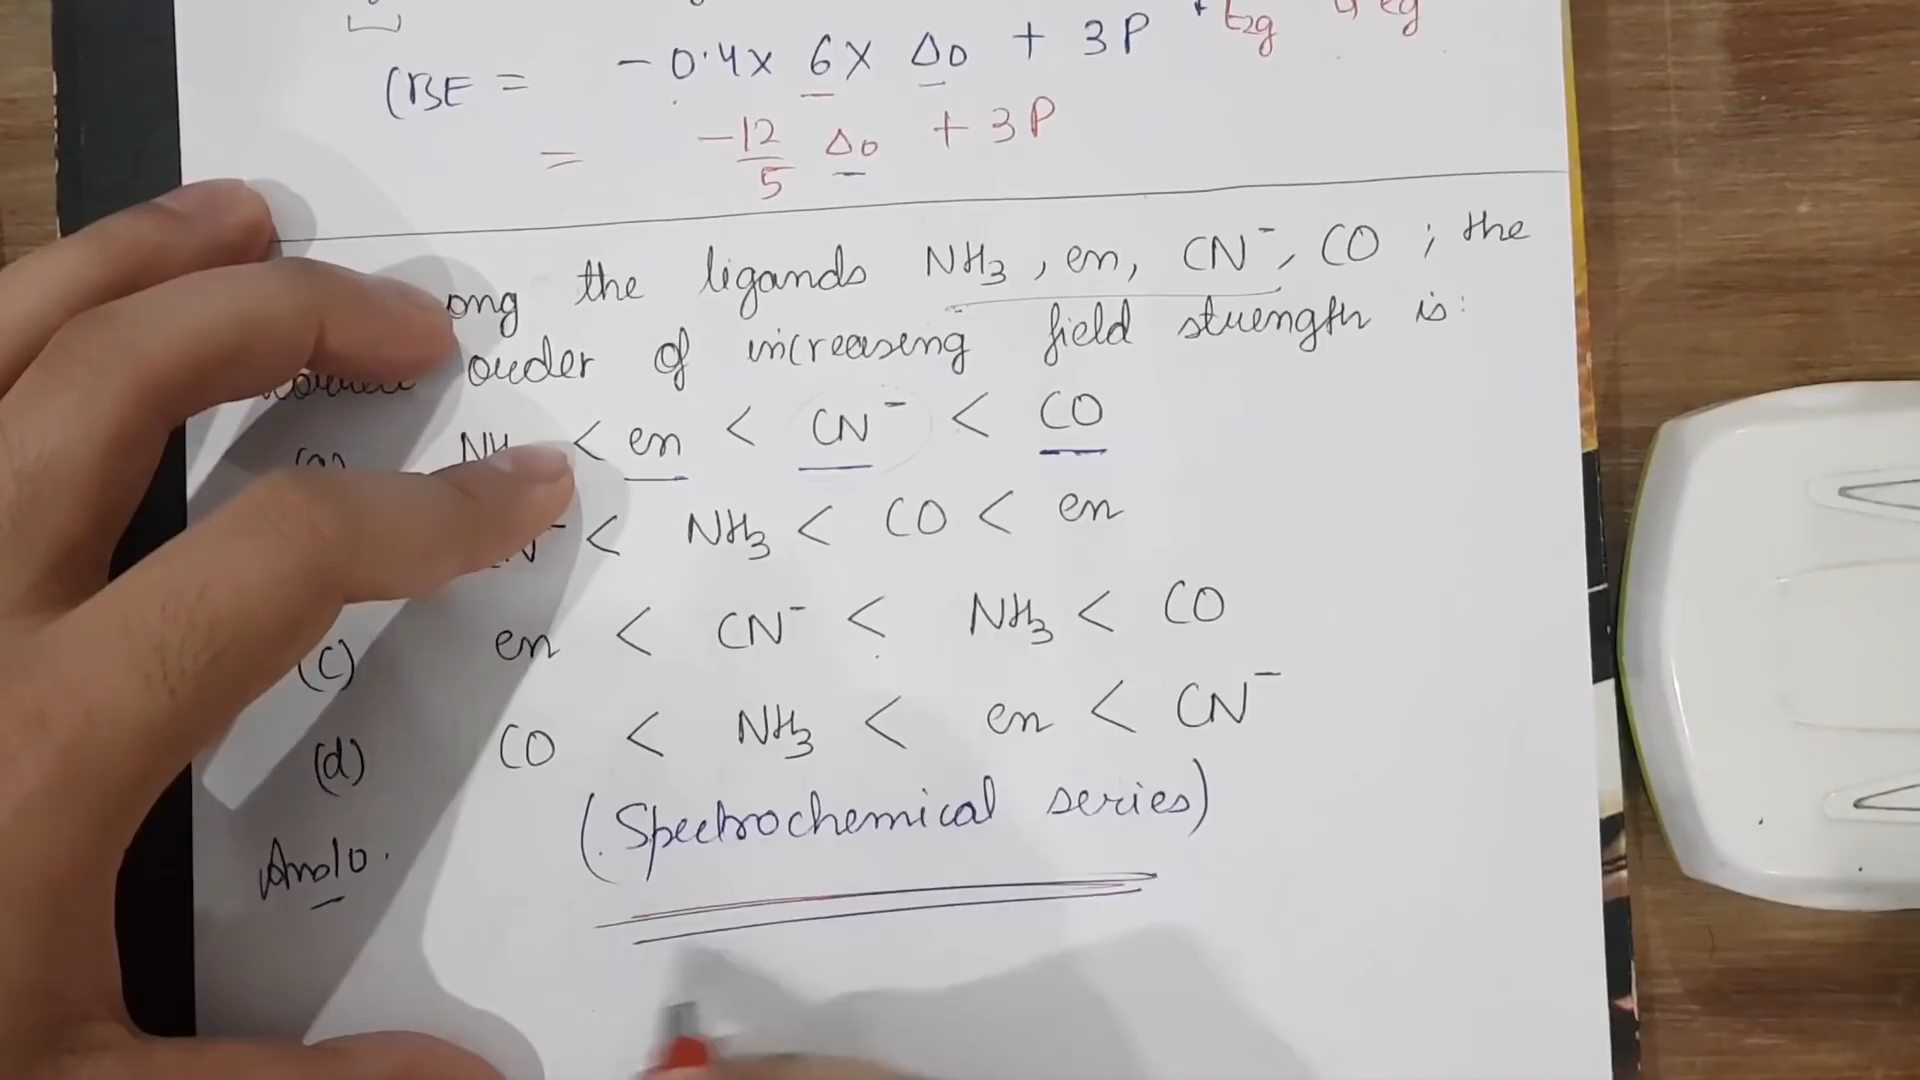 t₂g eg
CBE = - 0.4 x 6 x Δo + 3P
= -12/5 Δo + 3P
ong the ligands NH3, en, CN⁻, CO ; the
order of increasing field strength is:
NH < en < CN⁻ < CO
< NH3 < CO < en
(c) en < CN⁻ < NH3 < CO
(d) CO < NH3 < en < CN⁻
(Spectrochemical series)